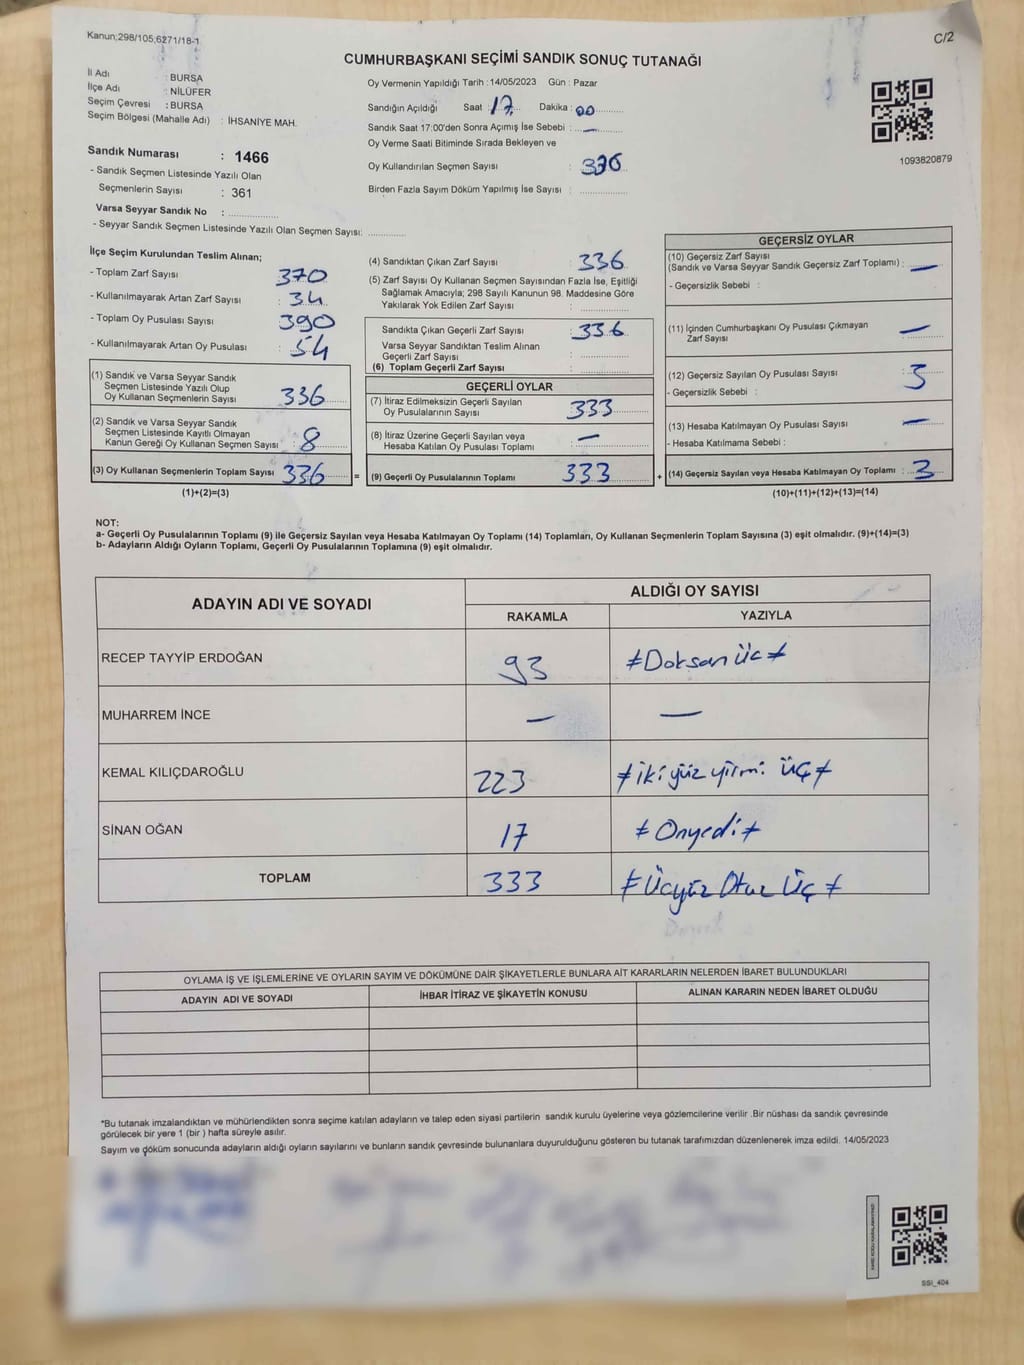 Kanun;298/105;6271/18-1
C/2
CUMHURBAŞKANI SEÇİMİ SANDIK SONUÇ TUTANAĞI
İl Adı : BURSA
İlçe Adı : NİLÜFER
Seçim Çevresi : BURSA
Seçim Bölgesi (Mahalle Adı) : İHSANİYE MAH.
Oy Vermenin Yapıldığı Tarih : 14/05/2023 Gün : Pazar
Sandığın Açıldığı Saat : 17 Dakika : 00
Sandık Saat 17:00'den Sonra Açımış İse Sebebi : —
Oy Verme Saati Bitiminde Sırada Bekleyen ve
Oy Kullandırılan Seçmen Sayısı : 336
Birden Fazla Sayım Döküm Yapılmış İse Sayısı :
1093820879
Sandık Numarası : 1466
- Sandık Seçmen Listesinde Yazılı Olan
Seçmenlerin Sayısı : 361
Varsa Seyyar Sandık No :
- Seyyar Sandık Seçmen Listesinde Yazılı Olan Seçmen Sayısı:
İlçe Seçim Kurulundan Teslim Alınan;
- Toplam Zarf Sayısı : 370
- Kullanılmayarak Artan Zarf Sayısı : 34
- Toplam Oy Pusulası Sayısı : 390
- Kullanılmayarak Artan Oy Pusulası : 54
(1) Sandık ve Varsa Seyyar Sandık
Seçmen Listesinde Yazılı Olup
Oy Kullanan Seçmenlerin Sayısı : 336
(2) Sandık ve Varsa Seyyar Sandık
Seçmen Listesinde Kayıtlı Olmayan
Kanun Gereği Oy Kullanan Seçmen Sayısı : 8
(3) Oy Kullanan Seçmenlerin Toplam Sayısı : 336 =
(1)+(2)=(3)
(4) Sandıktan Çıkan Zarf Sayısı : 336
(5) Zarf Sayısı Oy Kullanan Seçmen Sayısından Fazla İse, Eşitliği
Sağlamak Amacıyla; 298 Sayılı Kanunun 98. Maddesine Göre
Yakılarak Yok Edilen Zarf Sayısı :
Sandıkta Çıkan Geçerli Zarf Sayısı : 336
Varsa Seyyar Sandıktan Teslim Alınan
Geçerli Zarf Sayısı :
(6) Toplam Geçerli Zarf Sayısı :
GEÇERLİ OYLAR
(7) İtiraz Edilmeksizin Geçerli Sayılan
Oy Pusulalarının Sayısı : 333
(8) İtiraz Üzerine Geçerli Sayılan veya
Hesaba Katılan Oy Pusulası Toplamı : —
(9) Geçerli Oy Pusulalarının Toplamı : 333 +
GEÇERSİZ OYLAR
(10) Geçersiz Zarf Sayısı
(Sandık ve Varsa Seyyar Sandık Geçersiz Zarf Toplamı) : —
- Geçersizlik Sebebi :
(11) İçinden Cumhurbaşkanı Oy Pusulası Çıkmayan
Zarf Sayısı : —
(12) Geçersiz Sayılan Oy Pusulası Sayısı : 3
- Geçersizlik Sebebi :
(13) Hesaba Katılmayan Oy Pusulası Sayısı : —
- Hesaba Katılmama Sebebi :
(14) Geçersiz Sayılan veya Hesaba Katılmayan Oy Toplamı : 3
(10)+(11)+(12)+(13)=(14)
NOT:
a- Geçerli Oy Pusulalarının Toplamı (9) ile Geçersiz Sayılan veya Hesaba Katılmayan Oy Toplamı (14) Toplamları, Oy Kullanan Seçmenlerin Toplam Sayısına (3) eşit olmalıdır. (9)+(14)=(3)
b- Adayların Aldığı Oyların Toplamı, Geçerli Oy Pusulalarının Toplamına (9) eşit olmalıdır.
ADAYIN ADI VE SOYADI
ALDIĞI OY SAYISI
RAKAMLA YAZIYLA
RECEP TAYYİP ERDOĞAN 93 ≠Doksan üç≠
MUHARREM İNCE — —
KEMAL KILIÇDAROĞLU 223 ≠iki yüz yirmi üç≠
SİNAN OĞAN 17 ≠Onyedi≠
TOPLAM 333 ≠Üçyüz Otuz Üç≠
OYLAMA İŞ VE İŞLEMLERİNE VE OYLARIN SAYIM VE DÖKÜMÜNE DAİR ŞİKAYETLERLE BUNLARA AİT KARARLARIN NELERDEN İBARET BULUNDUKLARI
ADAYIN ADI VE SOYADI İHBAR İTİRAZ VE ŞİKAYETİN KONUSU ALINAN KARARIN NEDEN İBARET OLDUĞU
*Bu tutanak imzalandıktan ve mühürlendikten sonra seçime katılan adayların ve talep eden siyasi partilerin sandık kurulu üyelerine veya gözlemcilerine verilir .Bir nüshası da sandık çevresinde
görülecek bir yere 1 (bir ) hafta süreyle asılır.
Sayım ve döküm sonucunda adayların aldığı oyların sayılarını ve bunların sandık çevresinde bulunanlara duyurulduğunu gösteren bu tutanak tarafımızdan düzenlenerek imza edildi. 14/05/2023
SSI_404